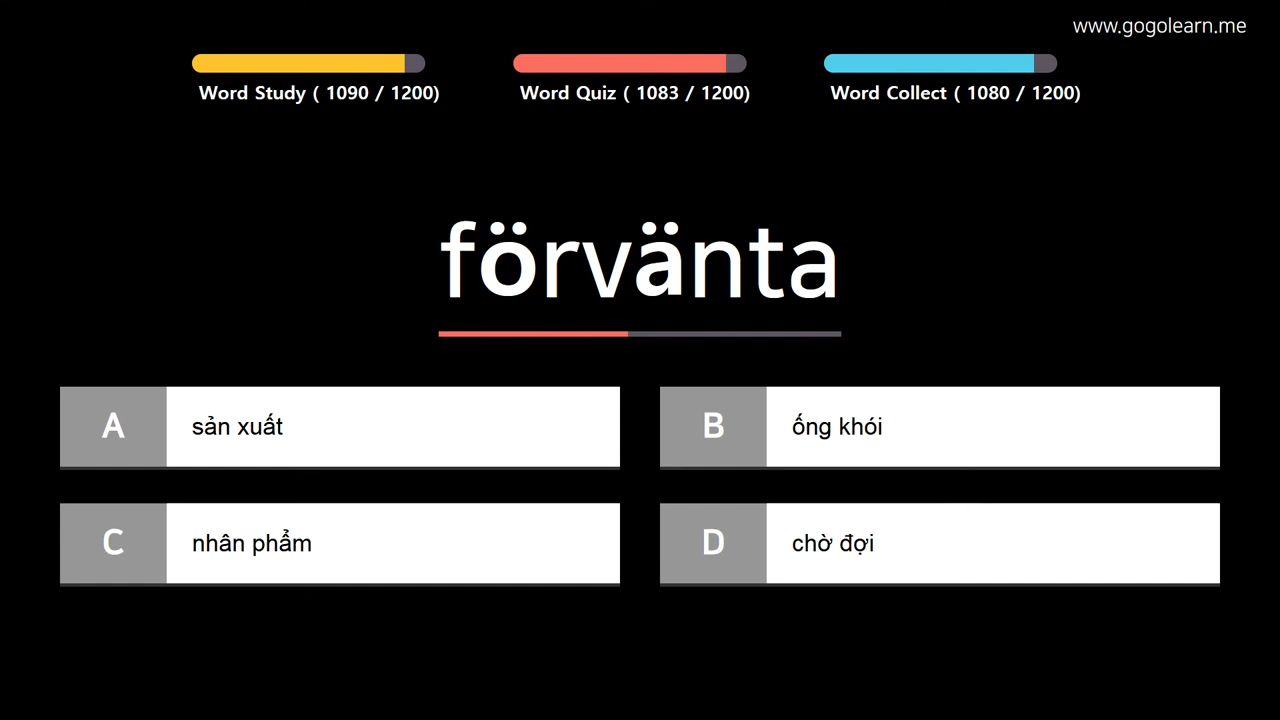 www.gogolearn.me
Word Study ( 1090 / 1200)
Word Quiz ( 1083 / 1200)
Word Collect ( 1080 / 1200)
förvänta
A
sản xuất
B
ống khói
C
nhân phẩm
D
chờ đợi